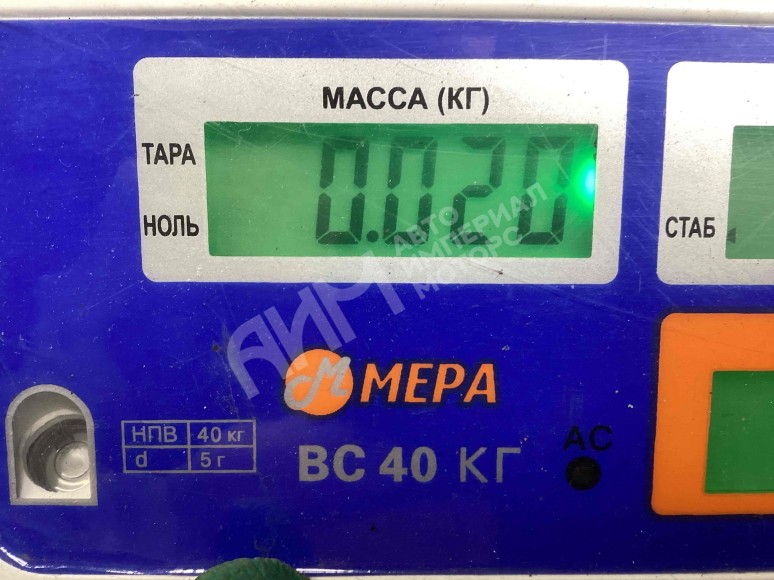 МАССА (КГ)
ТАРА
0.020
НОЛЬ
СТАБ
АИМ
АВТО
ИМПЕРИАЛ
МОТОРС
М МЕРА
НПВ 40 кг
d 5 г
ВС 40 КГ
АС